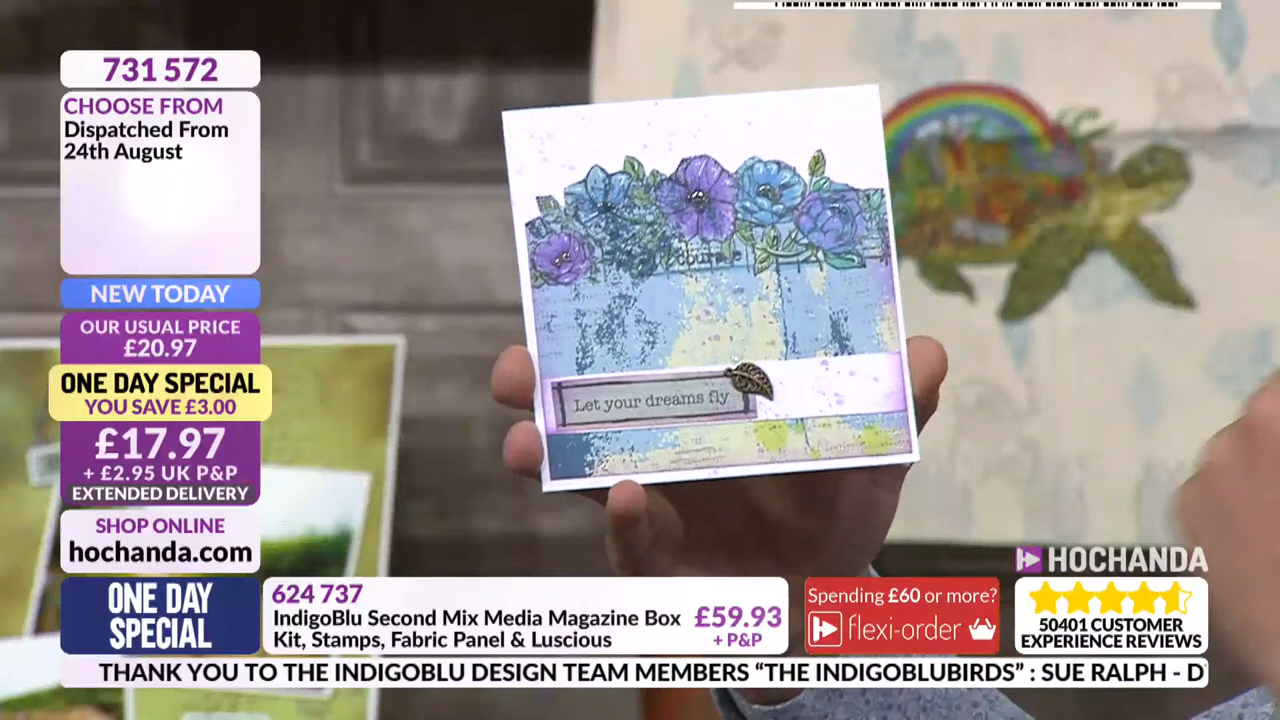 731 572
CHOOSE FROM
Dispatched From
24th August
NEW TODAY
OUR USUAL PRICE
£20.97
ONE DAY SPECIAL
YOU SAVE £3.00
£17.97
+ £2.95 UK P&P
EXTENDED DELIVERY
SHOP ONLINE
hochanda.com
Let your dreams fly
HOCHANDA
ONE DAY
SPECIAL
624 737
IndigoBlu Second Mix Media Magazine Box
Kit, Stamps, Fabric Panel & Luscious
£59.93
+ P&P
Spending £60 or more?
flexi-order
50401 CUSTOMER
EXPERIENCE REVIEWS
THANK YOU TO THE INDIGOBLU DESIGN TEAM MEMBERS “THE INDIGOBLUBIRDS” : SUE RALPH - D